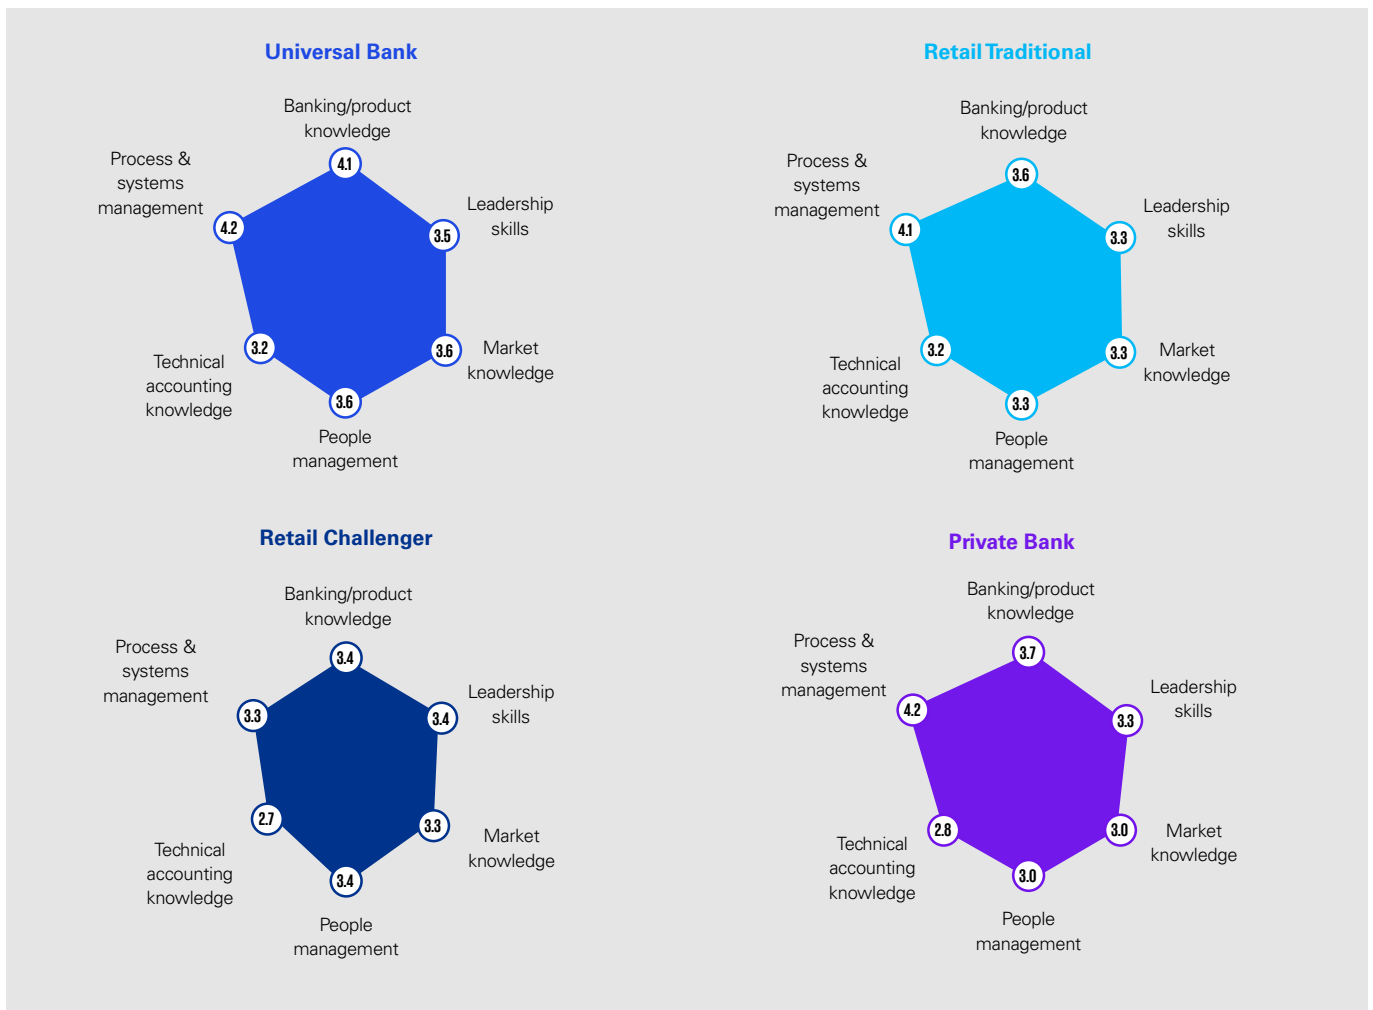 Universal Bank
Banking/product
knowledge
4.1
Process &
systems
management
4.2
Leadership
skills
3.5
3.2
Technical
accounting
knowledge
3.6
Market
knowledge
3.6
People
management
Retail Traditional
Banking/product
knowledge
3.6
Process &
systems
management
4.1
Leadership
skills
3.3
3.2
Technical
accounting
knowledge
3.3
Market
knowledge
3.3
People
management
Retail Challenger
Banking/product
knowledge
3.4
Process &
systems
management
3.3
Leadership
skills
3.4
2.7
Technical
accounting
knowledge
3.3
Market
knowledge
3.4
People
management
Private Bank
Banking/product
knowledge
3.7
Process &
systems
management
4.2
Leadership
skills
3.3
2.8
Technical
accounting
knowledge
3.0
Market
knowledge
3.0
People
management